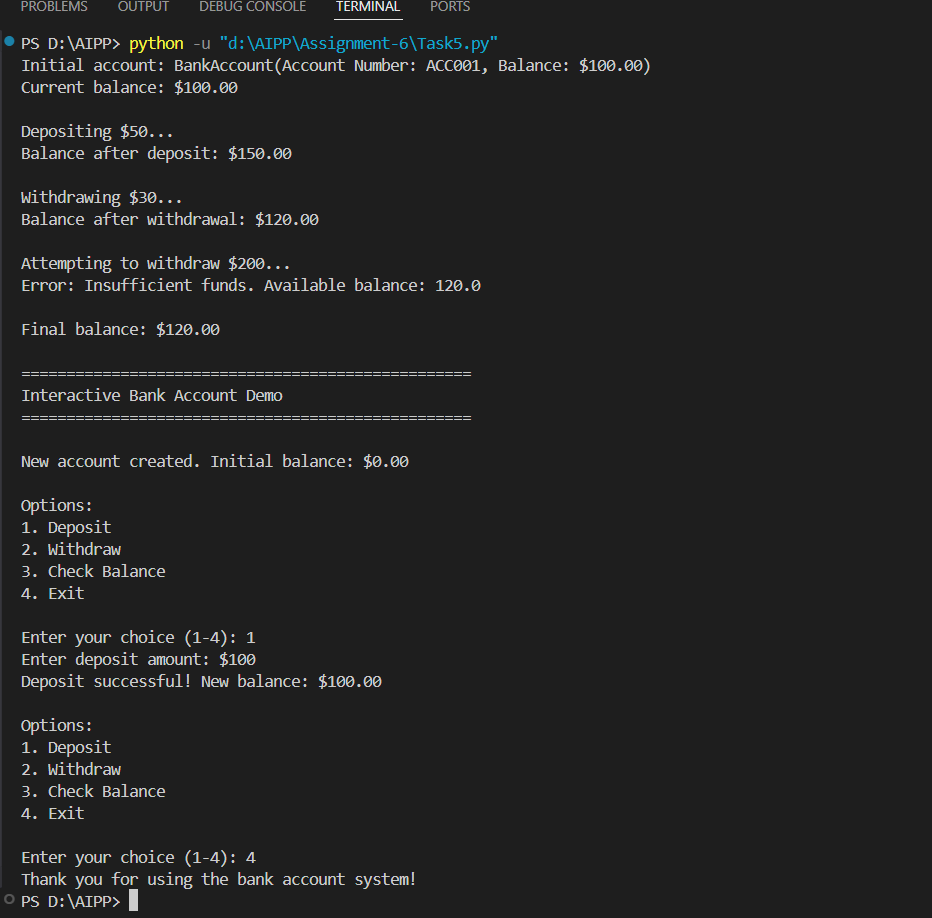 PROBLEMS OUTPUT DEBUG CONSOLE TERMINAL PORTS
PS D:\AIPP> python -u "d:\AIPP\Assignment-6\Task5.py"
Initial account: BankAccount(Account Number: ACC001, Balance: $100.00)
Current balance: $100.00
Depositing $50...
Balance after deposit: $150.00
Withdrawing $30...
Balance after withdrawal: $120.00
Attempting to withdraw $200...
Error: Insufficient funds. Available balance: 120.0
Final balance: $120.00
==================================================
Interactive Bank Account Demo
==================================================
New account created. Initial balance: $0.00
Options:
1. Deposit
2. Withdraw
3. Check Balance
4. Exit
Enter your choice (1-4): 1
Enter deposit amount: $100
Deposit successful! New balance: $100.00
Options:
1. Deposit
2. Withdraw
3. Check Balance
4. Exit
Enter your choice (1-4): 4
Thank you for using the bank account system!
PS D:\AIPP>